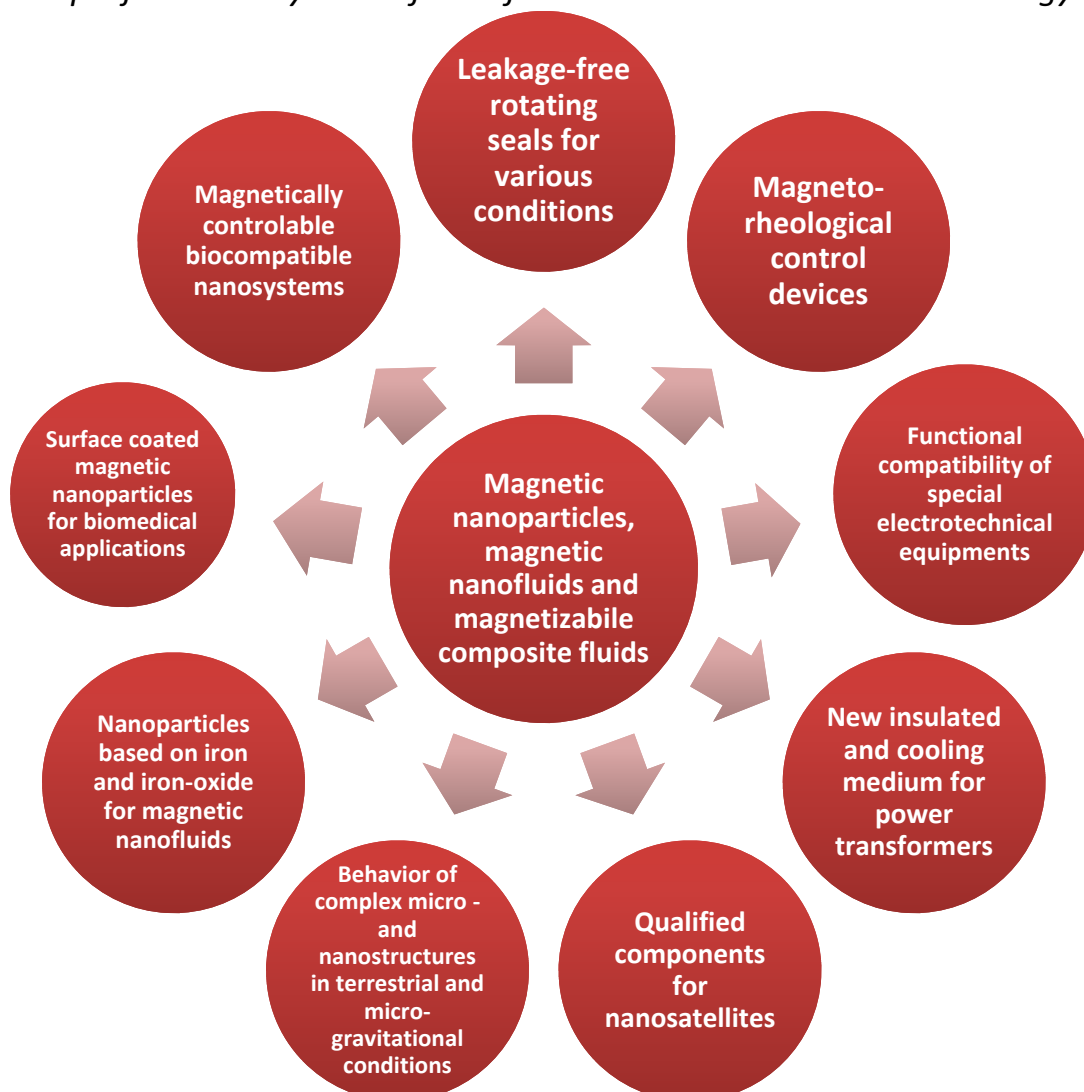 Leakage-free
rotating
seals for
various
conditions
Magneto-
rheological
control
devices
Functional
compatibility of
special
electrotechnical
equipments
New insulated
and cooling
medium for
power
transformers
Qualified
components
for
nanosatellites
Behavior of
complex micro -
and
nanostructures
in terrestrial and
micro-
gravitational
conditions
Nanoparticles
based on iron
and iron-oxide
for magnetic
nanofluids
Surface coated
magnetic
nanoparticles
for biomedical
applications
Magnetically
controlable
biocompatible
nanosystems
Magnetic
nanoparticles,
magnetic
nanofluids and
magnetizabile
composite fluids